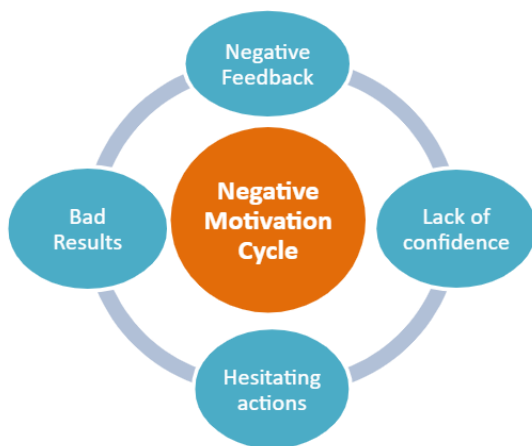 Negative
Feedback
Negative
Motivation
Cycle
Bad
Results
Lack of
confidence
Hesitating
actions